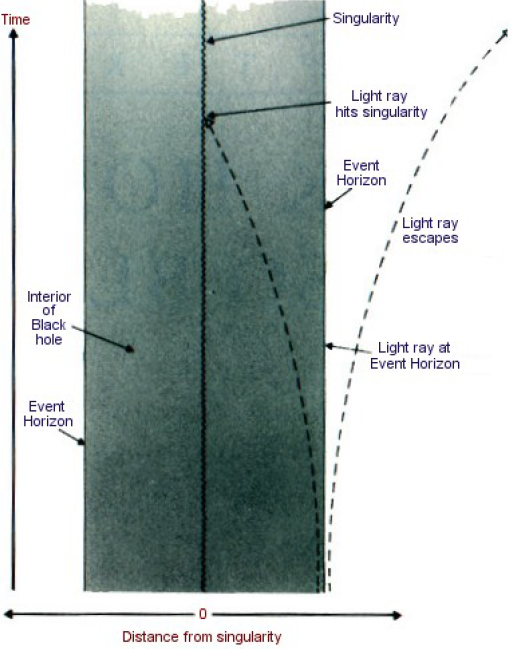 Time
Singularity
Light ray
hits singularity
Event
Horizon
Light ray
escapes
Interior
of
Black
hole
Light ray at
Event Horizon
Event
Horizon
0
Distance from singularity